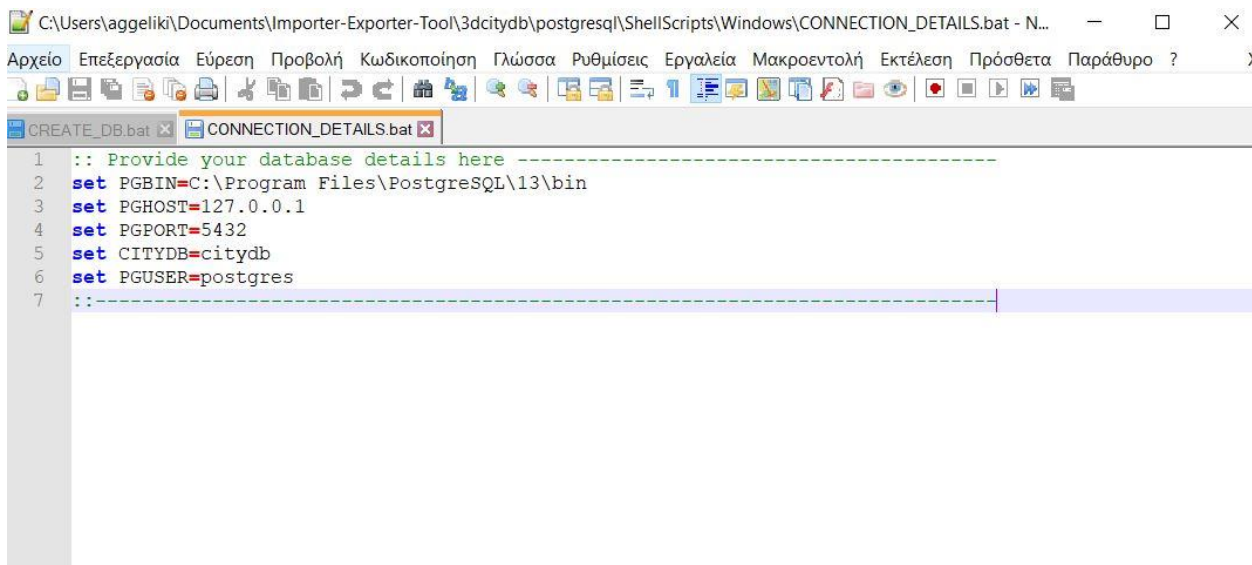 C:\Users\aggeliki\Documents\Importer-Exporter-Tool\3dcitydb\postgresql\ShellScripts\Windows\CONNECTION_DETAILS.bat - N...
Αρχείο Επεξεργασία Εύρεση Προβολή Κωδικοποίηση Γλώσσα Ρυθμίσεις Εργαλεία Μακροεντολή Εκτέλεση Πρόσθετα Παράθυρο ?
CREATE_DB.bat CONNECTION_DETAILS.bat
1 :: Provide your database details here -----------------------------------------
2 set PGBIN=C:\Program Files\PostgreSQL\13\bin
3 set PGHOST=127.0.0.1
4 set PGPORT=5432
5 set CITYDB=citydb
6 set PGUSER=postgres
7 ::-----------------------------------------------------------------------------